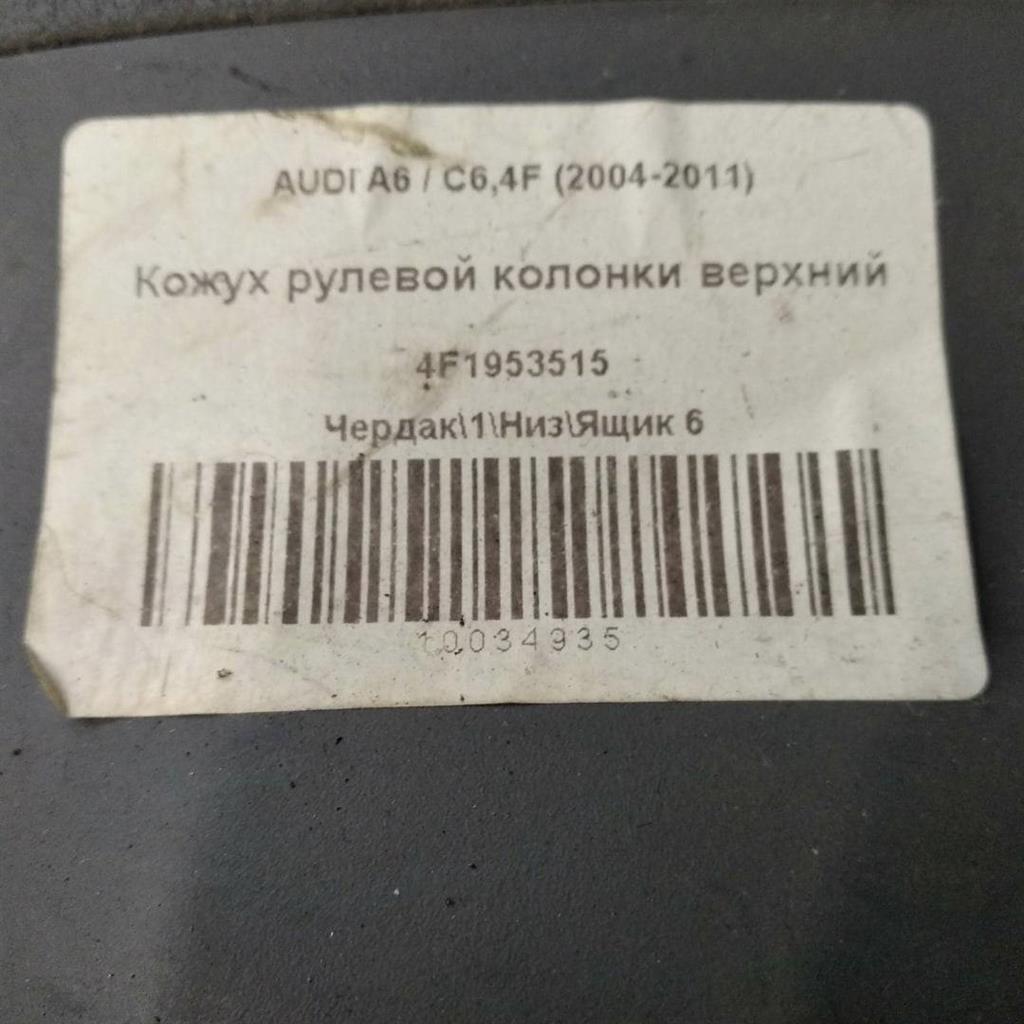 AUDI A6 / C6,4F (2004-2011)
Кожух рулевой колонки верхний
4F1953515
Чердак\1\Низ\Ящик 6
10034935